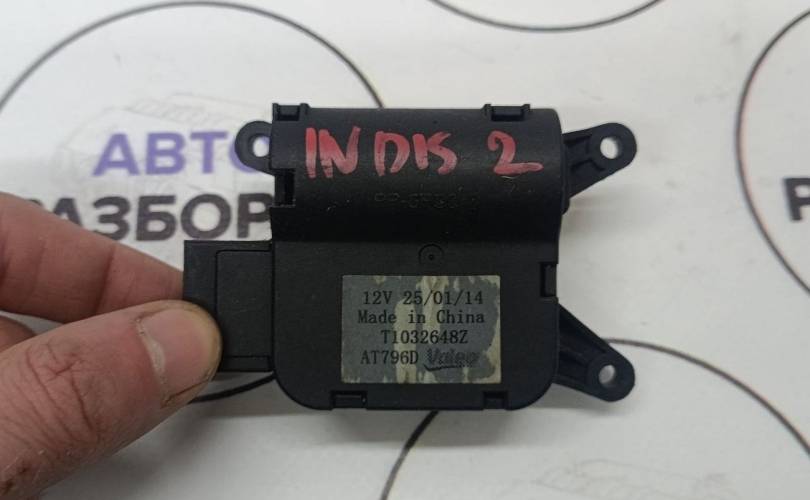 INDIS 2
АВТО
РАЗБОР
12V 25/01/14
Made in China
T1032648Z
AT796D Valeo